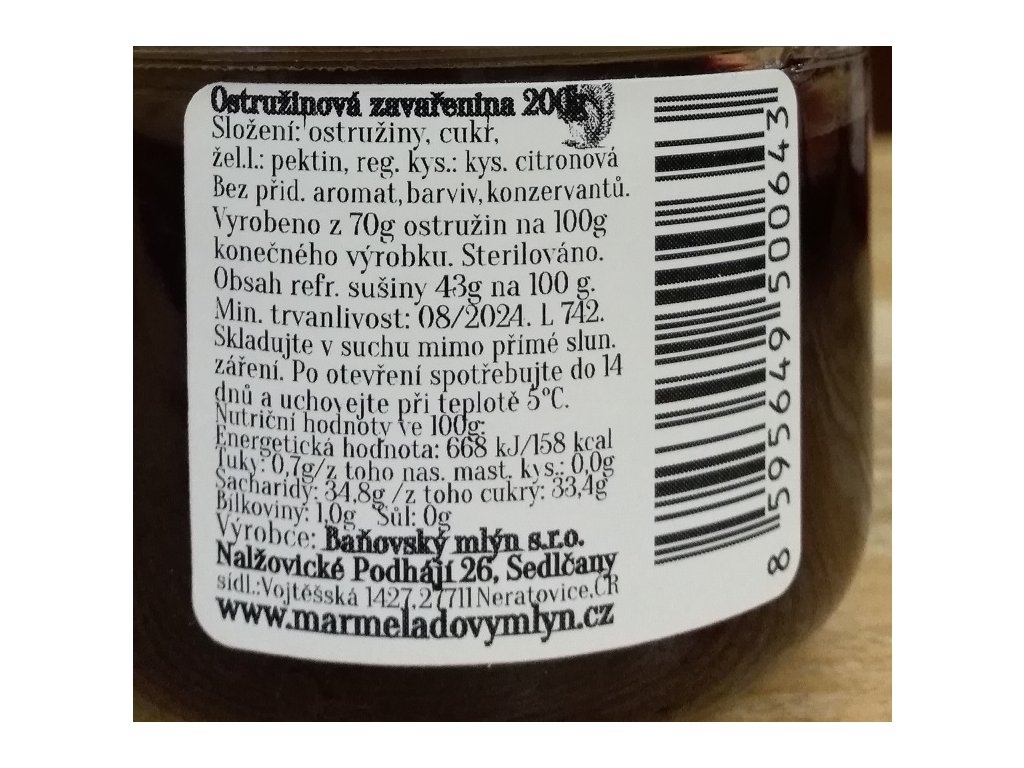 Ostružinová zavařenina 200g
Složení: ostružiny, cukr,
žel.l.: pektin, reg. kys.: kys. citronová
Bez přid. aromat, barviv, konzervantů.
Vyrobeno z 70g ostružin na 100g
konečného výrobku. Sterilováno.
Obsah refr. sušiny 43g na 100 g.
Min. trvanlivost: 08/2024. L 742.
Skladujte v suchu mimo přímé slun.
záření. Po otevření spotřebujte do 14
dnů a uchovejte při teplotě 5°C.
Nutriční hodnoty ve 100g:
Energetická hodnota: 668 kJ/158 kcal
Tuky: 0,7g/z toho nas. mast. kys.: 0,0g
Sacharidy: 34,8g /z toho cukry: 33,4g
Bílkoviny: 1,0g Sůl: 0g
Výrobce: Baňovský mlýn s.r.o.
Nalžovické Podhájí 26, Sedlčany
sídl.:Vojtěšská 1427,27711 Neratovice,ČR
www.marmeladovymlyn.cz
8 595649 500643